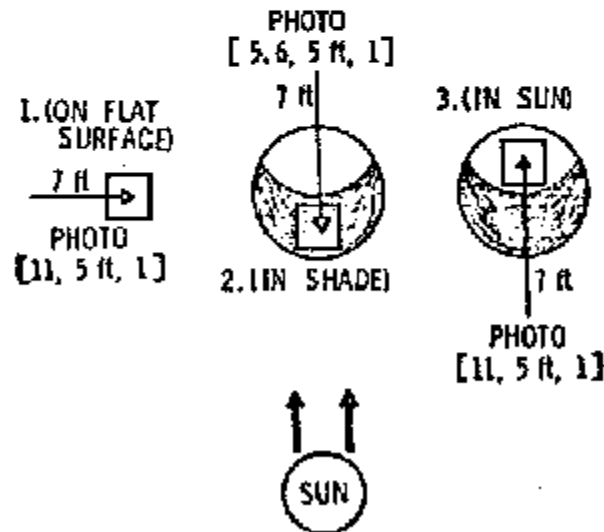 PHOTO
[5.6, 5 ft, 1]
7 ft
1.(ON FLAT
SURFACE)
7 ft
PHOTO
[11, 5 ft, 1]
2.(IN SHADE)
3.(IN SUN)
7 ft
PHOTO
[11, 5 ft, 1]
SUN